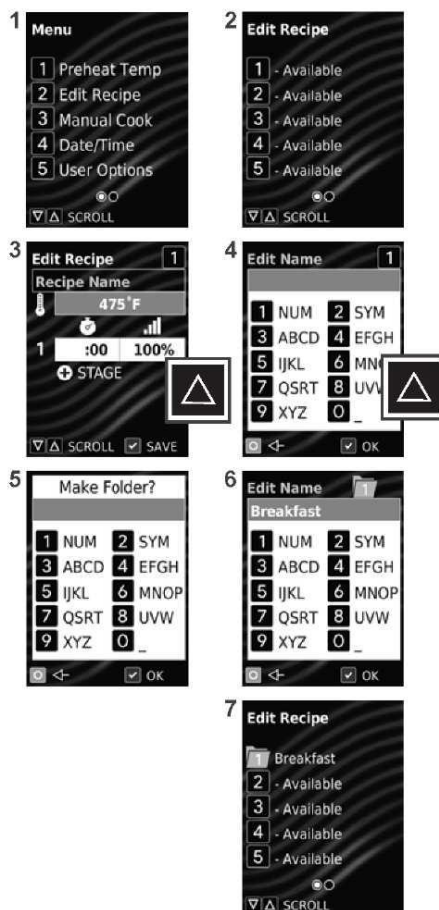 1
Menu
1 Preheat Temp
2 Edit Recipe
3 Manual Cook
4 Date/Time
5 User Options
SCROLL
2
Edit Recipe
1 - Available
2 - Available
3 - Available
4 - Available
5 - Available
SCROLL
3
Edit Recipe 1
Recipe Name
475°F
1 :00 100%
STAGE
SCROLL SAVE
4
Edit Name 1
1 NUM 2 SYM
3 ABCD 4 EFGH
5 IJKL 6
7 QSRT 8
9 XYZ 0 _
OK
5
Make Folder?
1 NUM 2 SYM
3 ABCD 4 EFGH
5 IJKL 6 MNOP
7 QSRT 8 UVW
9 XYZ 0 _
OK
6
Edit Name 1
Breakfast
1 NUM 2 SYM
3 ABCD 4 EFGH
5 IJKL 6 MNOP
7 QSRT 8 UVW
9 XYZ 0 _
OK
7
Edit Recipe
1 Breakfast
2 - Available
3 - Available
4 - Available
5 - Available
SCROLL